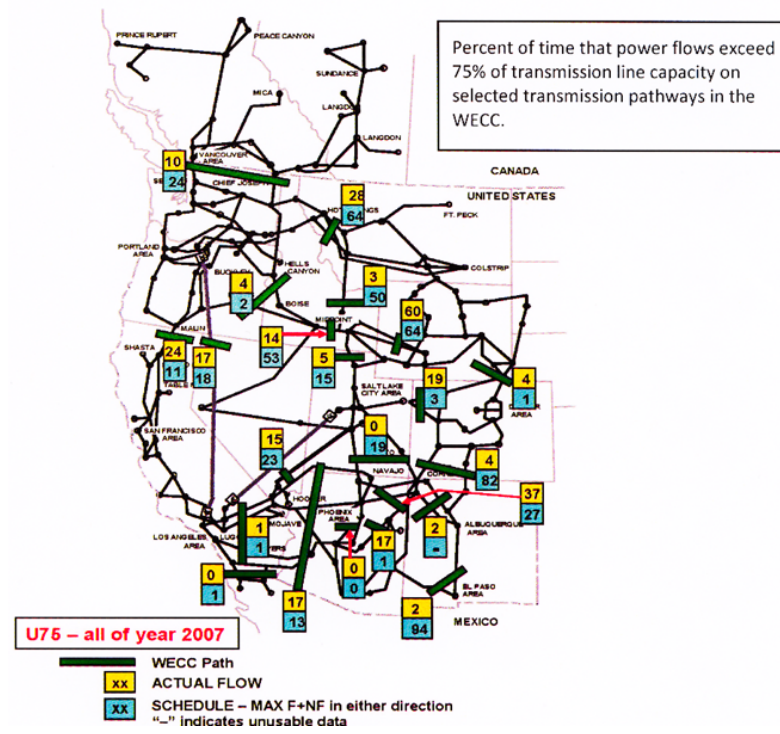 Percent of time that power flows exceed
75% of transmission line capacity on
selected transmission pathways in the
WECC.
PRINCE RUPERT
PEACE CANYON
SUNDANCE
MICA
LANGDON
VANCOUVER
AREA
10
24
CHIEF JOSEPH
CANADA
UNITED STATES
28
64
FT. PECK
PORTLAND
AREA
COLSTRIP
HELLS
CANYON
4
2
BOISE
3
50
MIDPOINT
60
64
MALIN
14
53
SHASTA
24
11
17
18
5
15
SALT LAKE
CITY AREA
19
3
4
1
AREA
SAN FRANCISCO
AREA
0
19
15
23
NAVAJO
4
82
37
27
PHOENIX
AREA
MOJAVE
LOS ANGELES
AREA
1
1
17
1
2
-
ALBUQUERQUE
AREA
0
1
0
0
EL PASO
AREA
17
13
2
94
MEXICO
U75 – all of year 2007
WECC Path
xx ACTUAL FLOW
xx SCHEDULE – MAX F+NF in either direction
“–” indicates unusable data